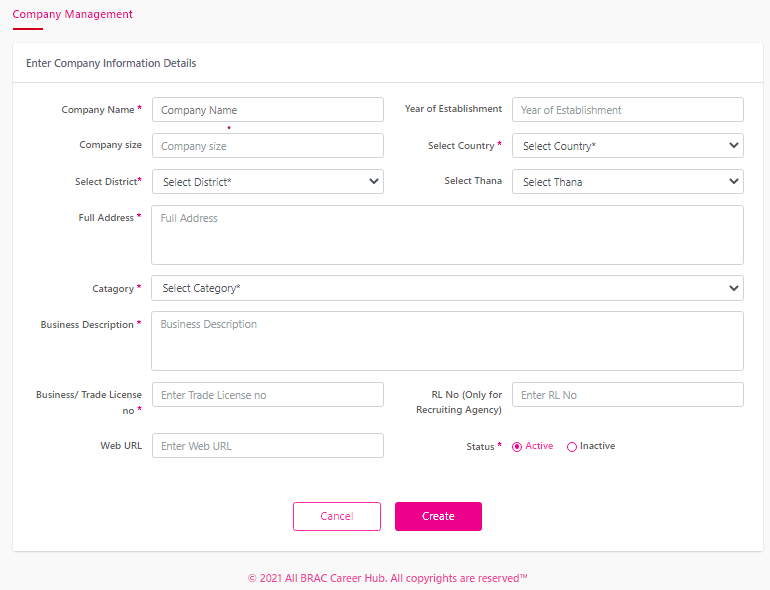 Company Management
Enter Company Information Details
Company Name * Company Name Year of Establishment Year of Establishment
*
Company size Company size Select Country * Select Country*
Select District* Select District* Select Thana Select Thana
Full Address * Full Address
Catagory * Select Category*
Business Description * Business Description
Business/ Trade License no * Enter Trade License no RL No (Only for Recruiting Agency) Enter RL No
Web URL Enter Web URL Status * Active Inactive
Cancel Create
© 2021 All BRAC Career Hub. All copyrights are reserved™